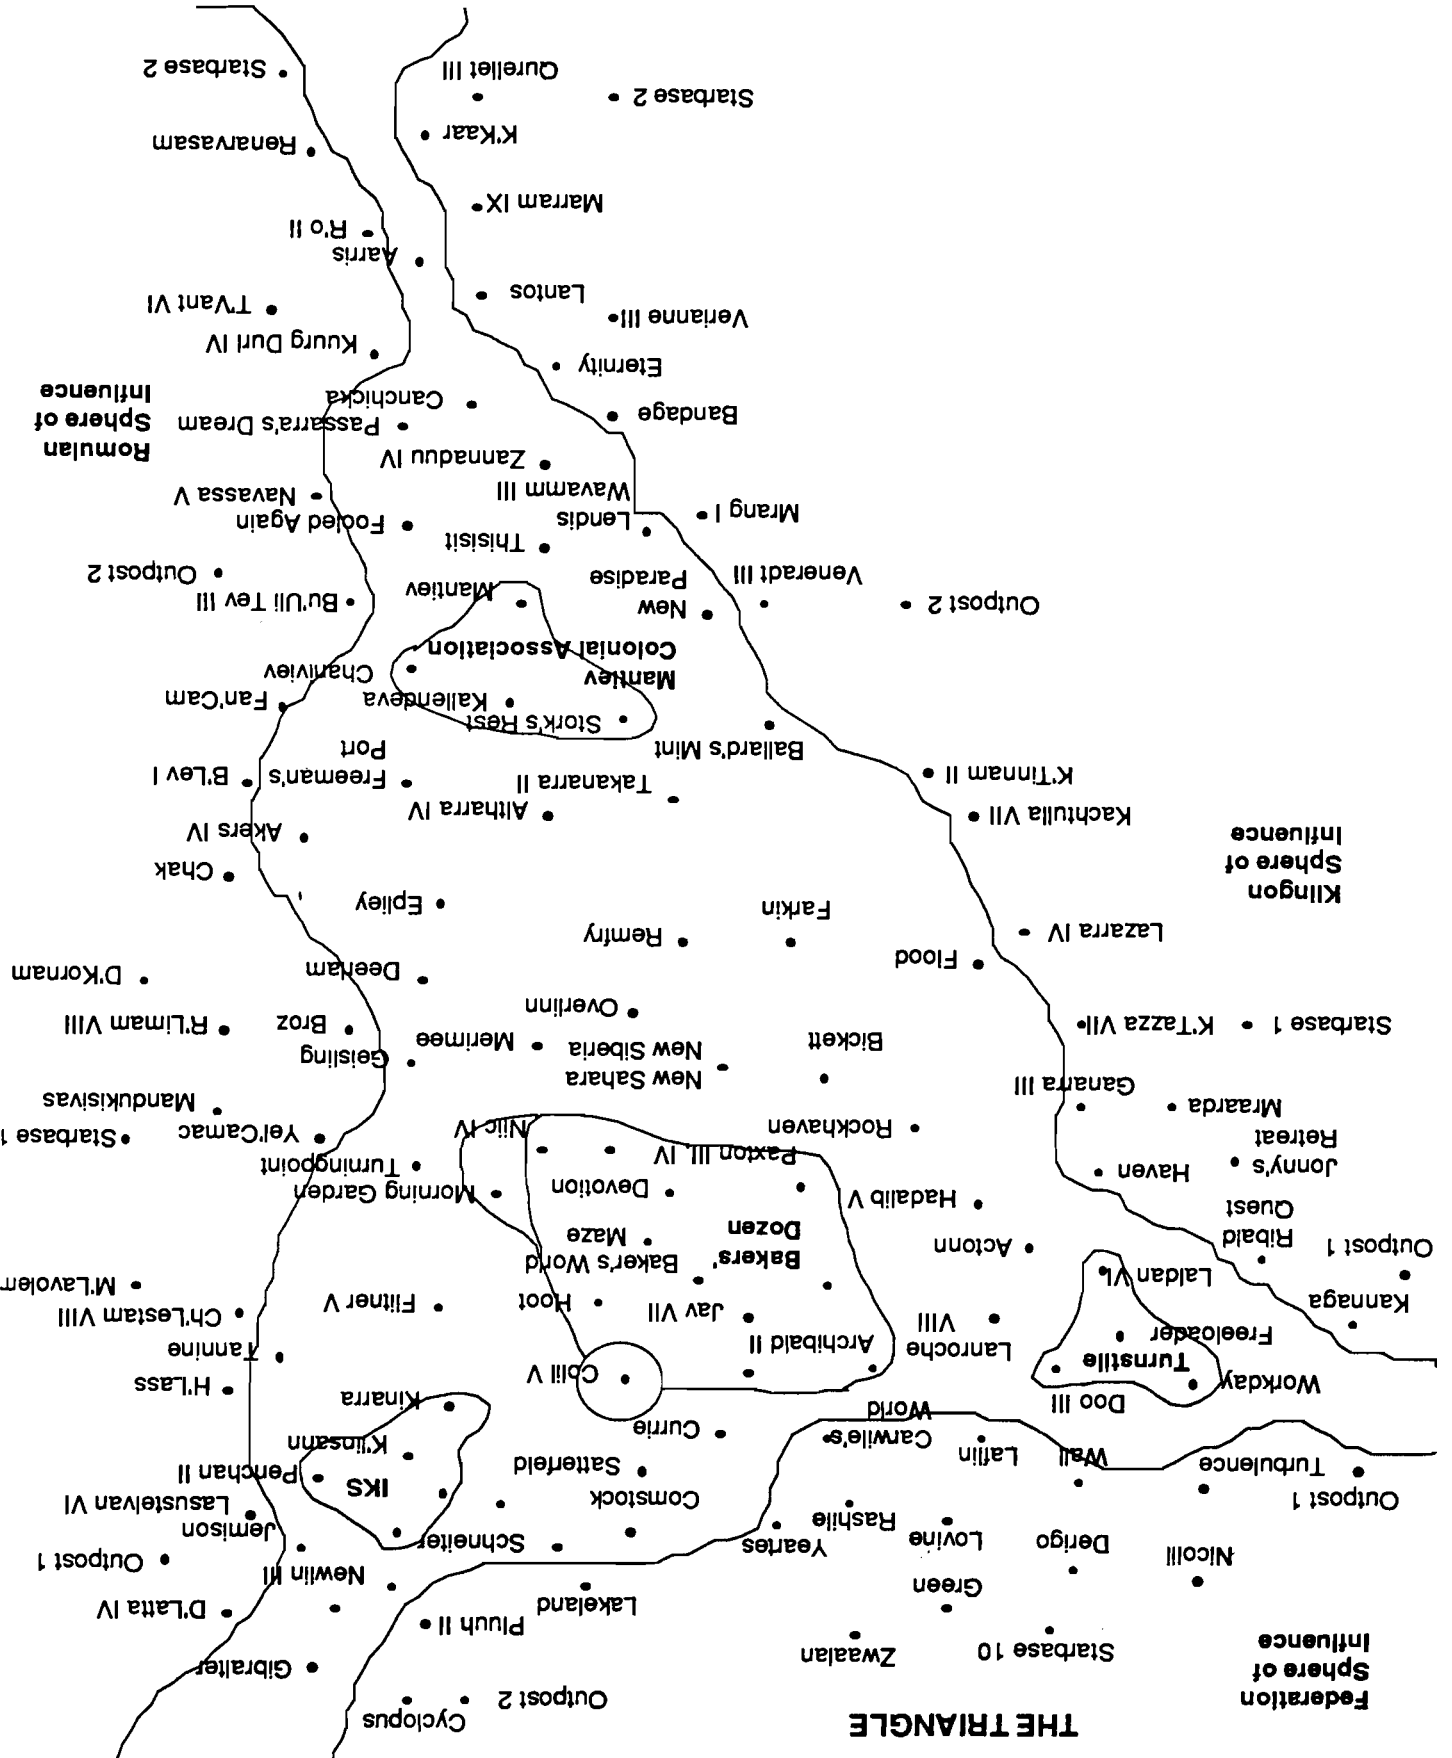 THE TRIANGLE
Federation
Sphere of
Influence
Cyclopus
Outpost 2
Gibralter
Starbase 10
Zwaalan
Pluuh II
D'Latta IV
Lakeland
Green
Nicolli
Newlin III
Outpost 1
Derigo
Lovine
Yeartes
Schneiter
Jemison
Rashile
Outpost 1
Comstock
Lasustelvan VI
IKS
Turbulence
Wall
Laflin
Satterfeld
Penchan II
Carwile's
World
Currie
K'linsann
Doo III
Kinarra
Workday
Colil V
H'Lass
Turnstile
Lanroche
VIII
Archibald II
Tannine
Freeloader
Kannaga
Jav VII
Hoot
Flitner V
Ch'Lestam VIII
M'Lavolem
Laldan VI
Baker's World
Outpost 1
Ribald
Quest
Actonn
Bakers'
Dozen
Maze
Hadalib V
Devotion
Morning Garden
Jonny's
Retreat
Haven
Turningpoint
Paxton III, IV
Rockhaven
Niic IV
Yel'Camac
Starbase 1
Mraarda
Mandukisivas
Ganarra III
New Sahara
New Siberia
Bickett
Merimee
Geisling
Starbase 1
K'Tazza VII
Overlinn
Broz
R'Limam VIII
Deeham
D'Kornam
Flood
Lazarra IV
Remfry
Farkin
Epliey
Klingon
Sphere of
Influence
Chak
Akers IV
Kachtulla VII
Altharra IV
Takanarra II
K'Tinnam II
Freeman's
Port
B'Lev I
Ballard's Mint
Stork's Rest
Kallendeva
Fan'Cam
Mantiev
Colonial Association
Chaniviev
Outpost 2
Veneradt III
New
Paradise
Mantiev
Bu'Uli Tev III
Outpost 2
Thisisit
Lendis
Fooled Again
Mrang I
Wavamm III
Navassa V
Zannaduu IV
Romulan
Sphere of
Influence
Passarra's Dream
Bandage
Canchicka
Eternity
Kuurg Durl IV
Verianne III
T'Vant VI
Lantos
Aarris
R'o II
Marram IX
Renarvasam
K'Kaar
Starbase 2
Qurellet III
Starbase 2